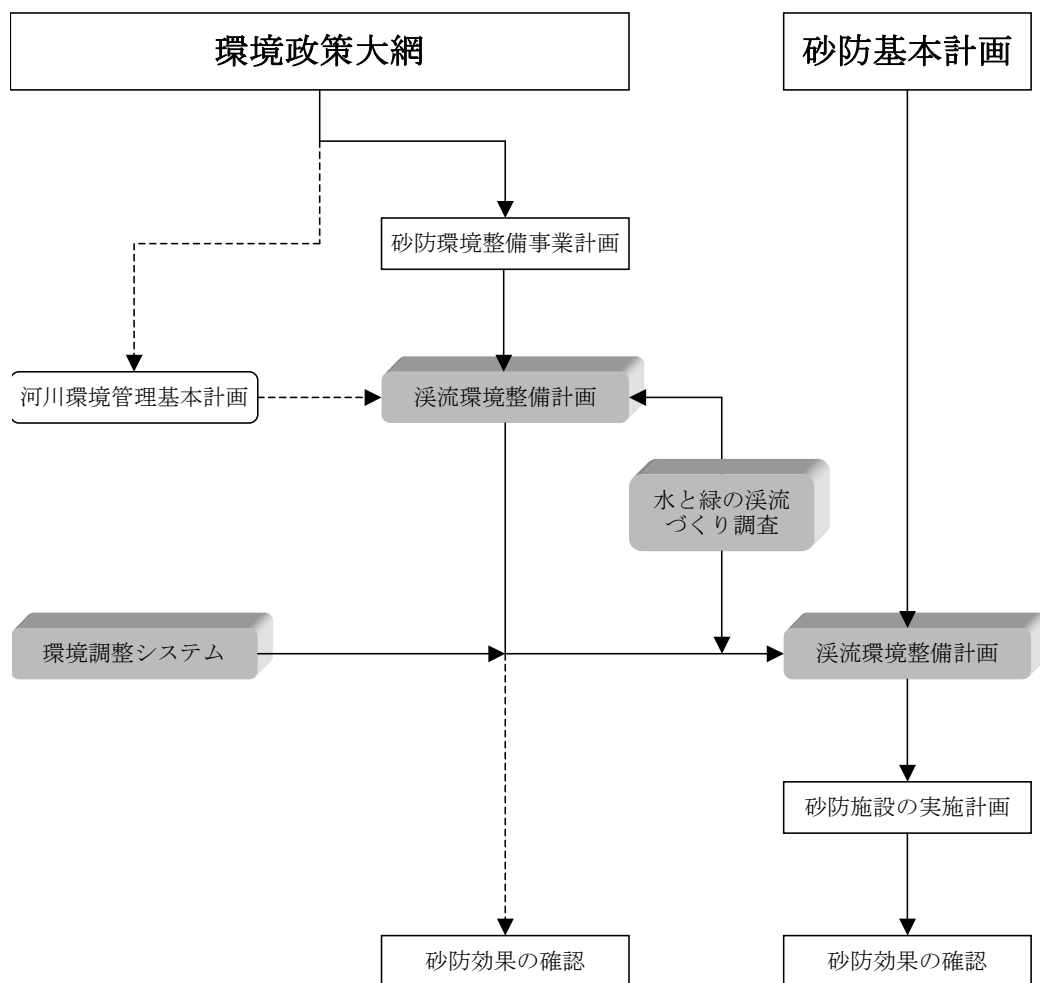 環境政策大網
砂防基本計画
砂防環境整備事業計画
河川環境管理基本計画
渓流環境整備計画
水と緑の渓流
づくり調査
環境調整システム
渓流環境整備計画
砂防施設の実施計画
砂防効果の確認
砂防効果の確認